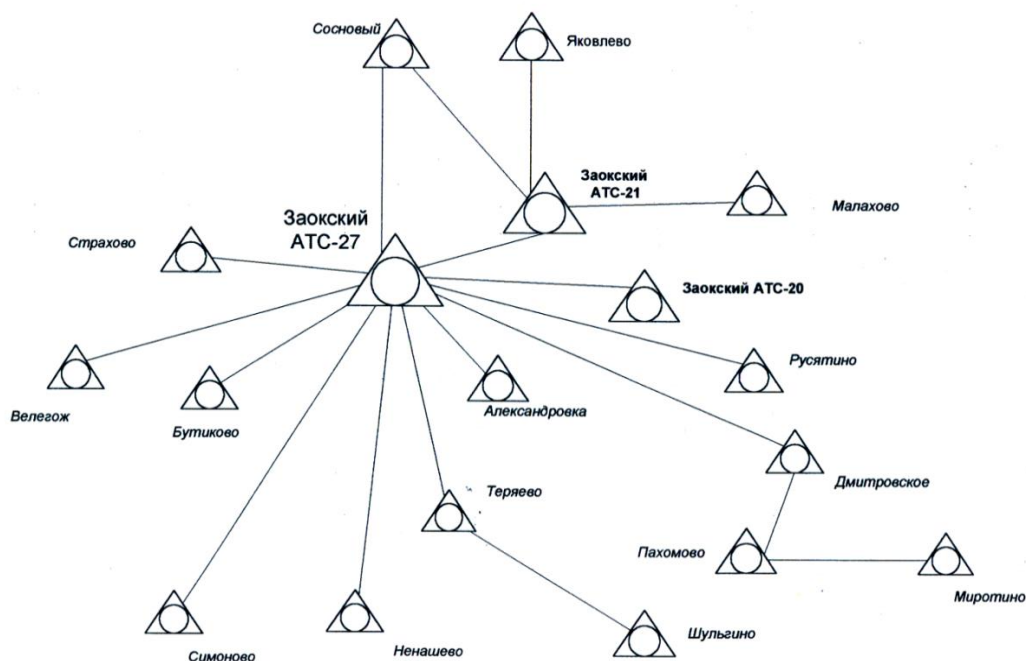 Сосновый
Яковлево
Заокский
АТС-21
Малахово
Заокский
АТС-27
Страхово
Заокский АТС-20
Русятино
Велегож
Бутиково
Александровка
Дмитровское
Теряево
Пахомово
Миротино
Симоново
Ненашево
Шульгино